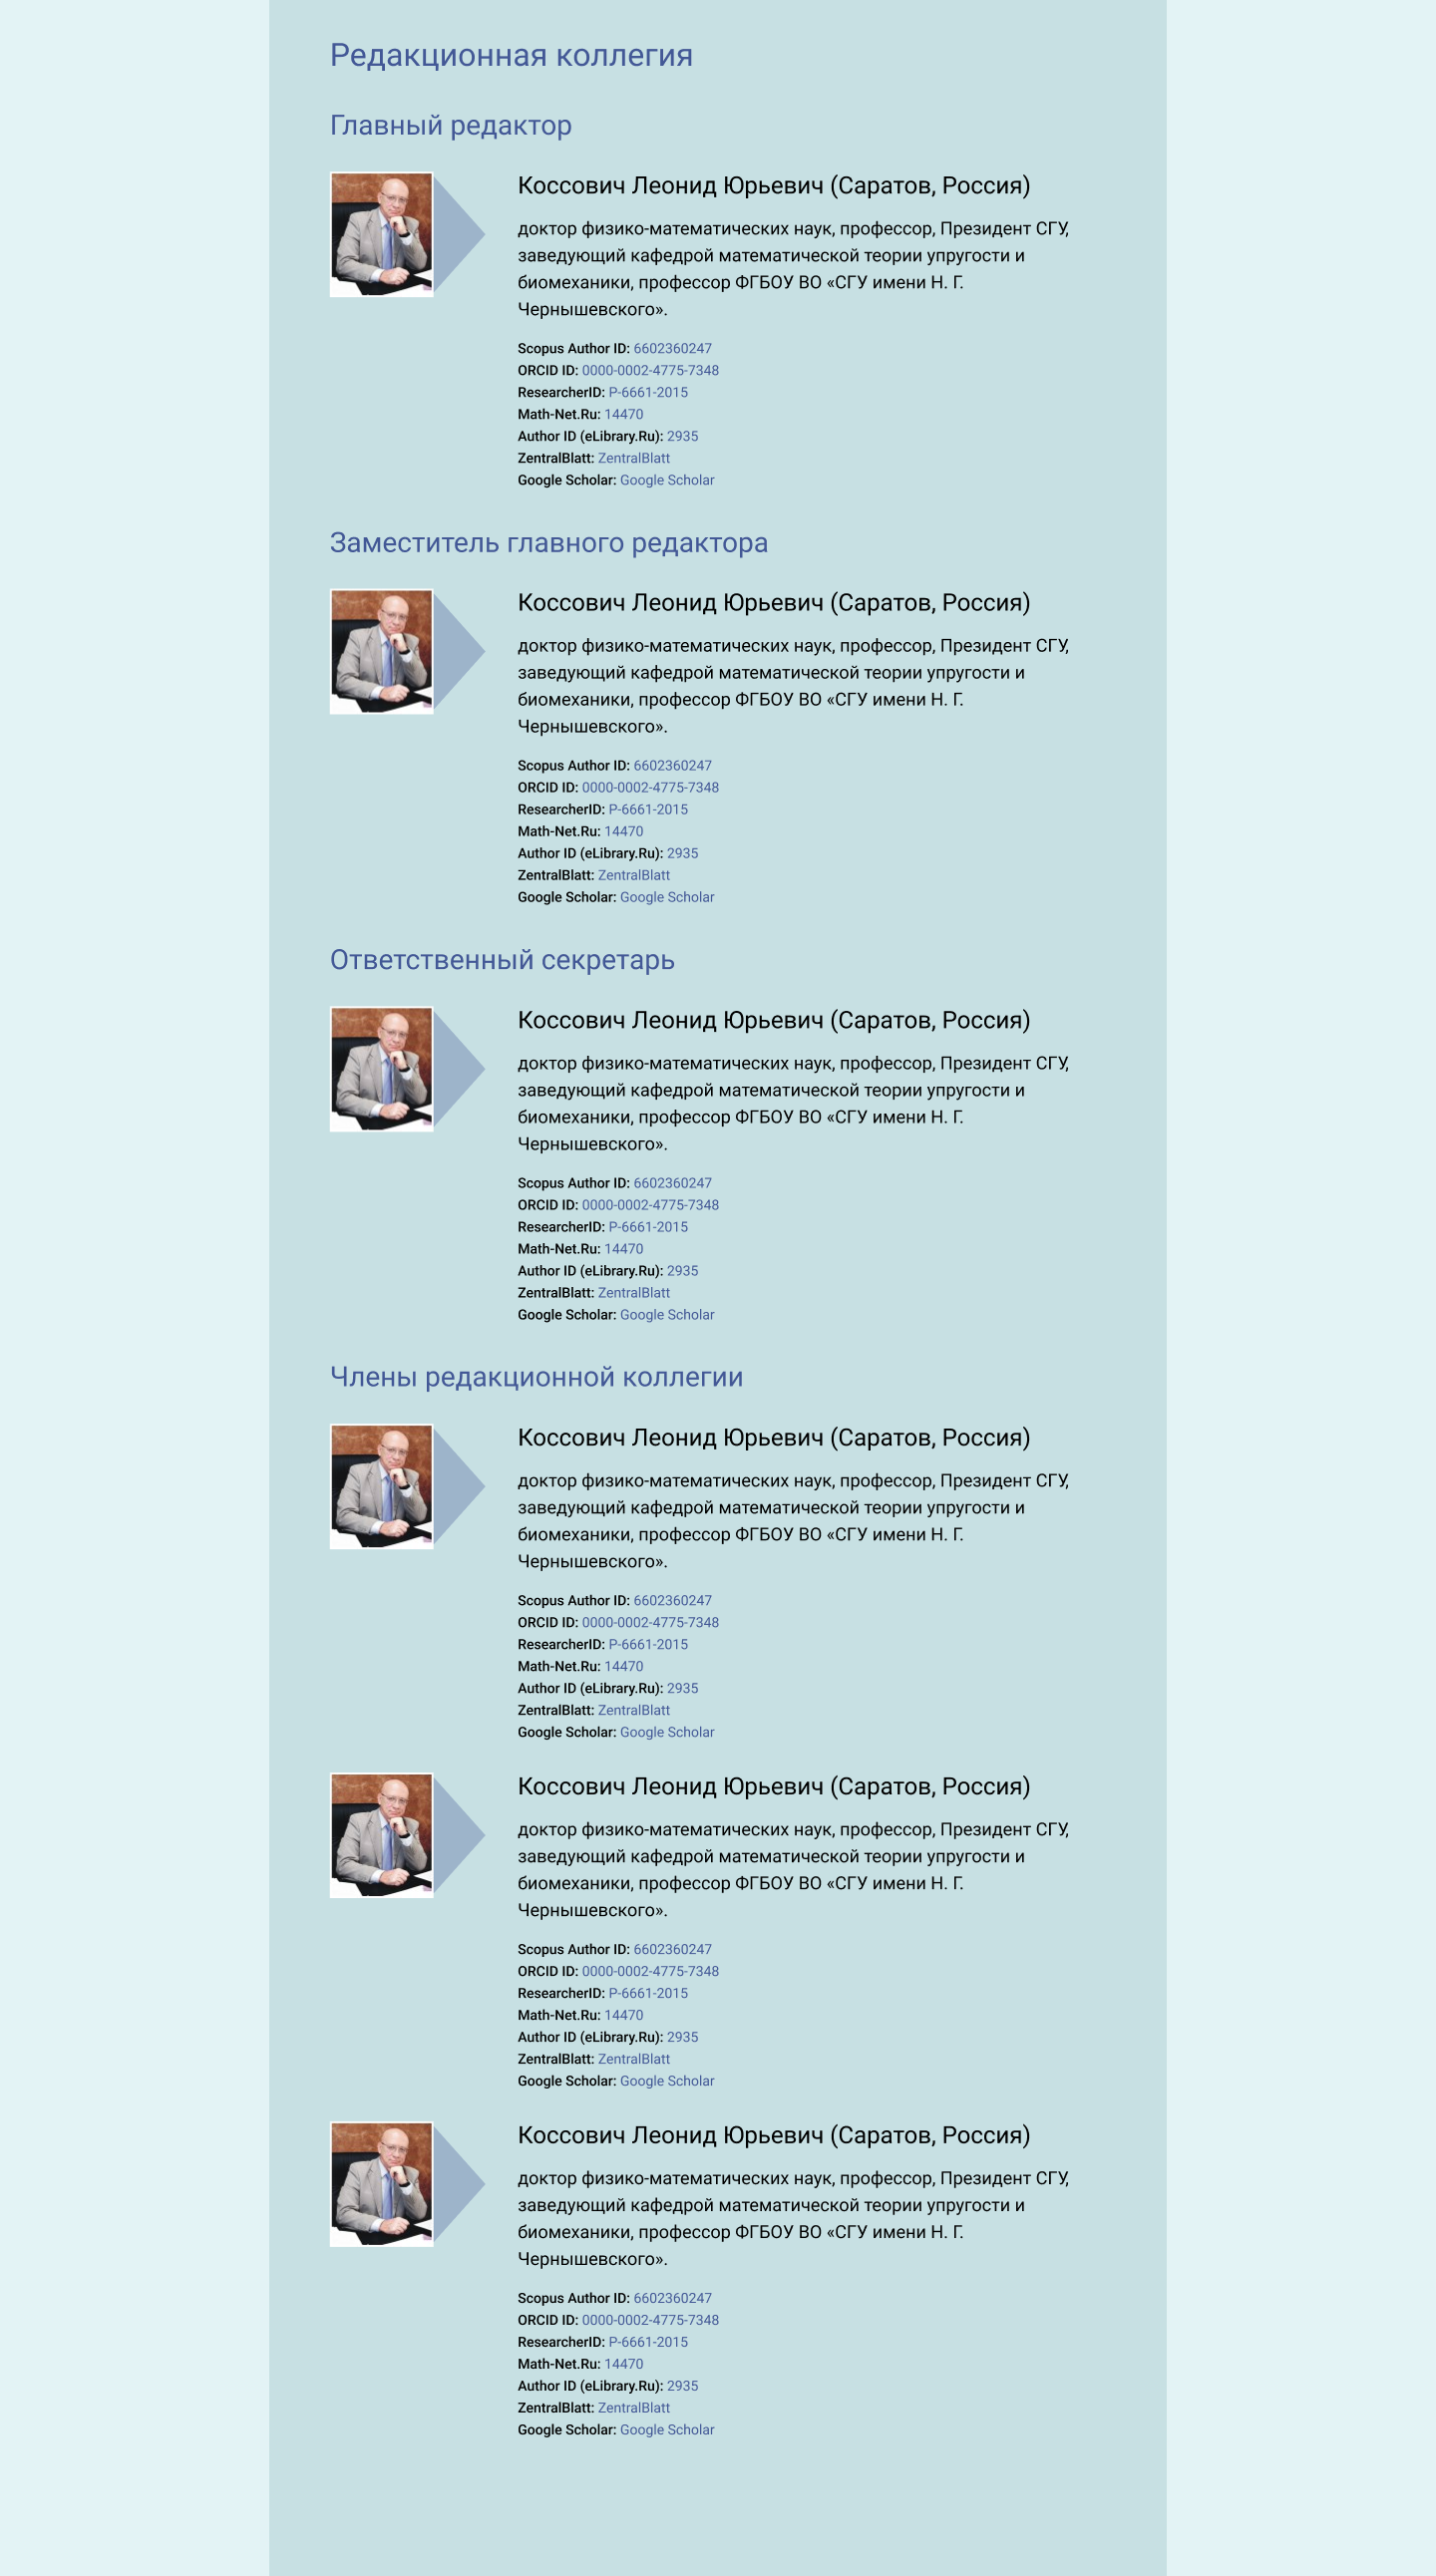 Редакционная коллегия
Главный редактор
Коссович Леонид Юрьевич (Саратов, Россия)
доктор физико-математических наук, профессор, Президент СГУ,
заведующий кафедрой математической теории упругости и
биомеханики, профессор ФГБОУ ВО «СГУ имени Н. Г.
Чернышевского».
Scopus Author ID: 6602360247
ORCID ID: 0000-0002-4775-7348
ResearcherID: P-6661-2015
Math-Net.Ru: 14470
Author ID (eLibrary.Ru): 2935
ZentralBlatt: ZentralBlatt
Google Scholar: Google Scholar
Заместитель главного редактора
Коссович Леонид Юрьевич (Саратов, Россия)
доктор физико-математических наук, профессор, Президент СГУ,
заведующий кафедрой математической теории упругости и
биомеханики, профессор ФГБОУ ВО «СГУ имени Н. Г.
Чернышевского».
Scopus Author ID: 6602360247
ORCID ID: 0000-0002-4775-7348
ResearcherID: P-6661-2015
Math-Net.Ru: 14470
Author ID (eLibrary.Ru): 2935
ZentralBlatt: ZentralBlatt
Google Scholar: Google Scholar
Ответственный секретарь
Коссович Леонид Юрьевич (Саратов, Россия)
доктор физико-математических наук, профессор, Президент СГУ,
заведующий кафедрой математической теории упругости и
биомеханики, профессор ФГБОУ ВО «СГУ имени Н. Г.
Чернышевского».
Scopus Author ID: 6602360247
ORCID ID: 0000-0002-4775-7348
ResearcherID: P-6661-2015
Math-Net.Ru: 14470
Author ID (eLibrary.Ru): 2935
ZentralBlatt: ZentralBlatt
Google Scholar: Google Scholar
Члены редакционной коллегии
Коссович Леонид Юрьевич (Саратов, Россия)
доктор физико-математических наук, профессор, Президент СГУ,
заведующий кафедрой математической теории упругости и
биомеханики, профессор ФГБОУ ВО «СГУ имени Н. Г.
Чернышевского».
Scopus Author ID: 6602360247
ORCID ID: 0000-0002-4775-7348
ResearcherID: P-6661-2015
Math-Net.Ru: 14470
Author ID (eLibrary.Ru): 2935
ZentralBlatt: ZentralBlatt
Google Scholar: Google Scholar
Коссович Леонид Юрьевич (Саратов, Россия)
доктор физико-математических наук, профессор, Президент СГУ,
заведующий кафедрой математической теории упругости и
биомеханики, профессор ФГБОУ ВО «СГУ имени Н. Г.
Чернышевского».
Scopus Author ID: 6602360247
ORCID ID: 0000-0002-4775-7348
ResearcherID: P-6661-2015
Math-Net.Ru: 14470
Author ID (eLibrary.Ru): 2935
ZentralBlatt: ZentralBlatt
Google Scholar: Google Scholar
Коссович Леонид Юрьевич (Саратов, Россия)
доктор физико-математических наук, профессор, Президент СГУ,
заведующий кафедрой математической теории упругости и
биомеханики, профессор ФГБОУ ВО «СГУ имени Н. Г.
Чернышевского».
Scopus Author ID: 6602360247
ORCID ID: 0000-0002-4775-7348
ResearcherID: P-6661-2015
Math-Net.Ru: 14470
Author ID (eLibrary.Ru): 2935
ZentralBlatt: ZentralBlatt
Google Scholar: Google Scholar